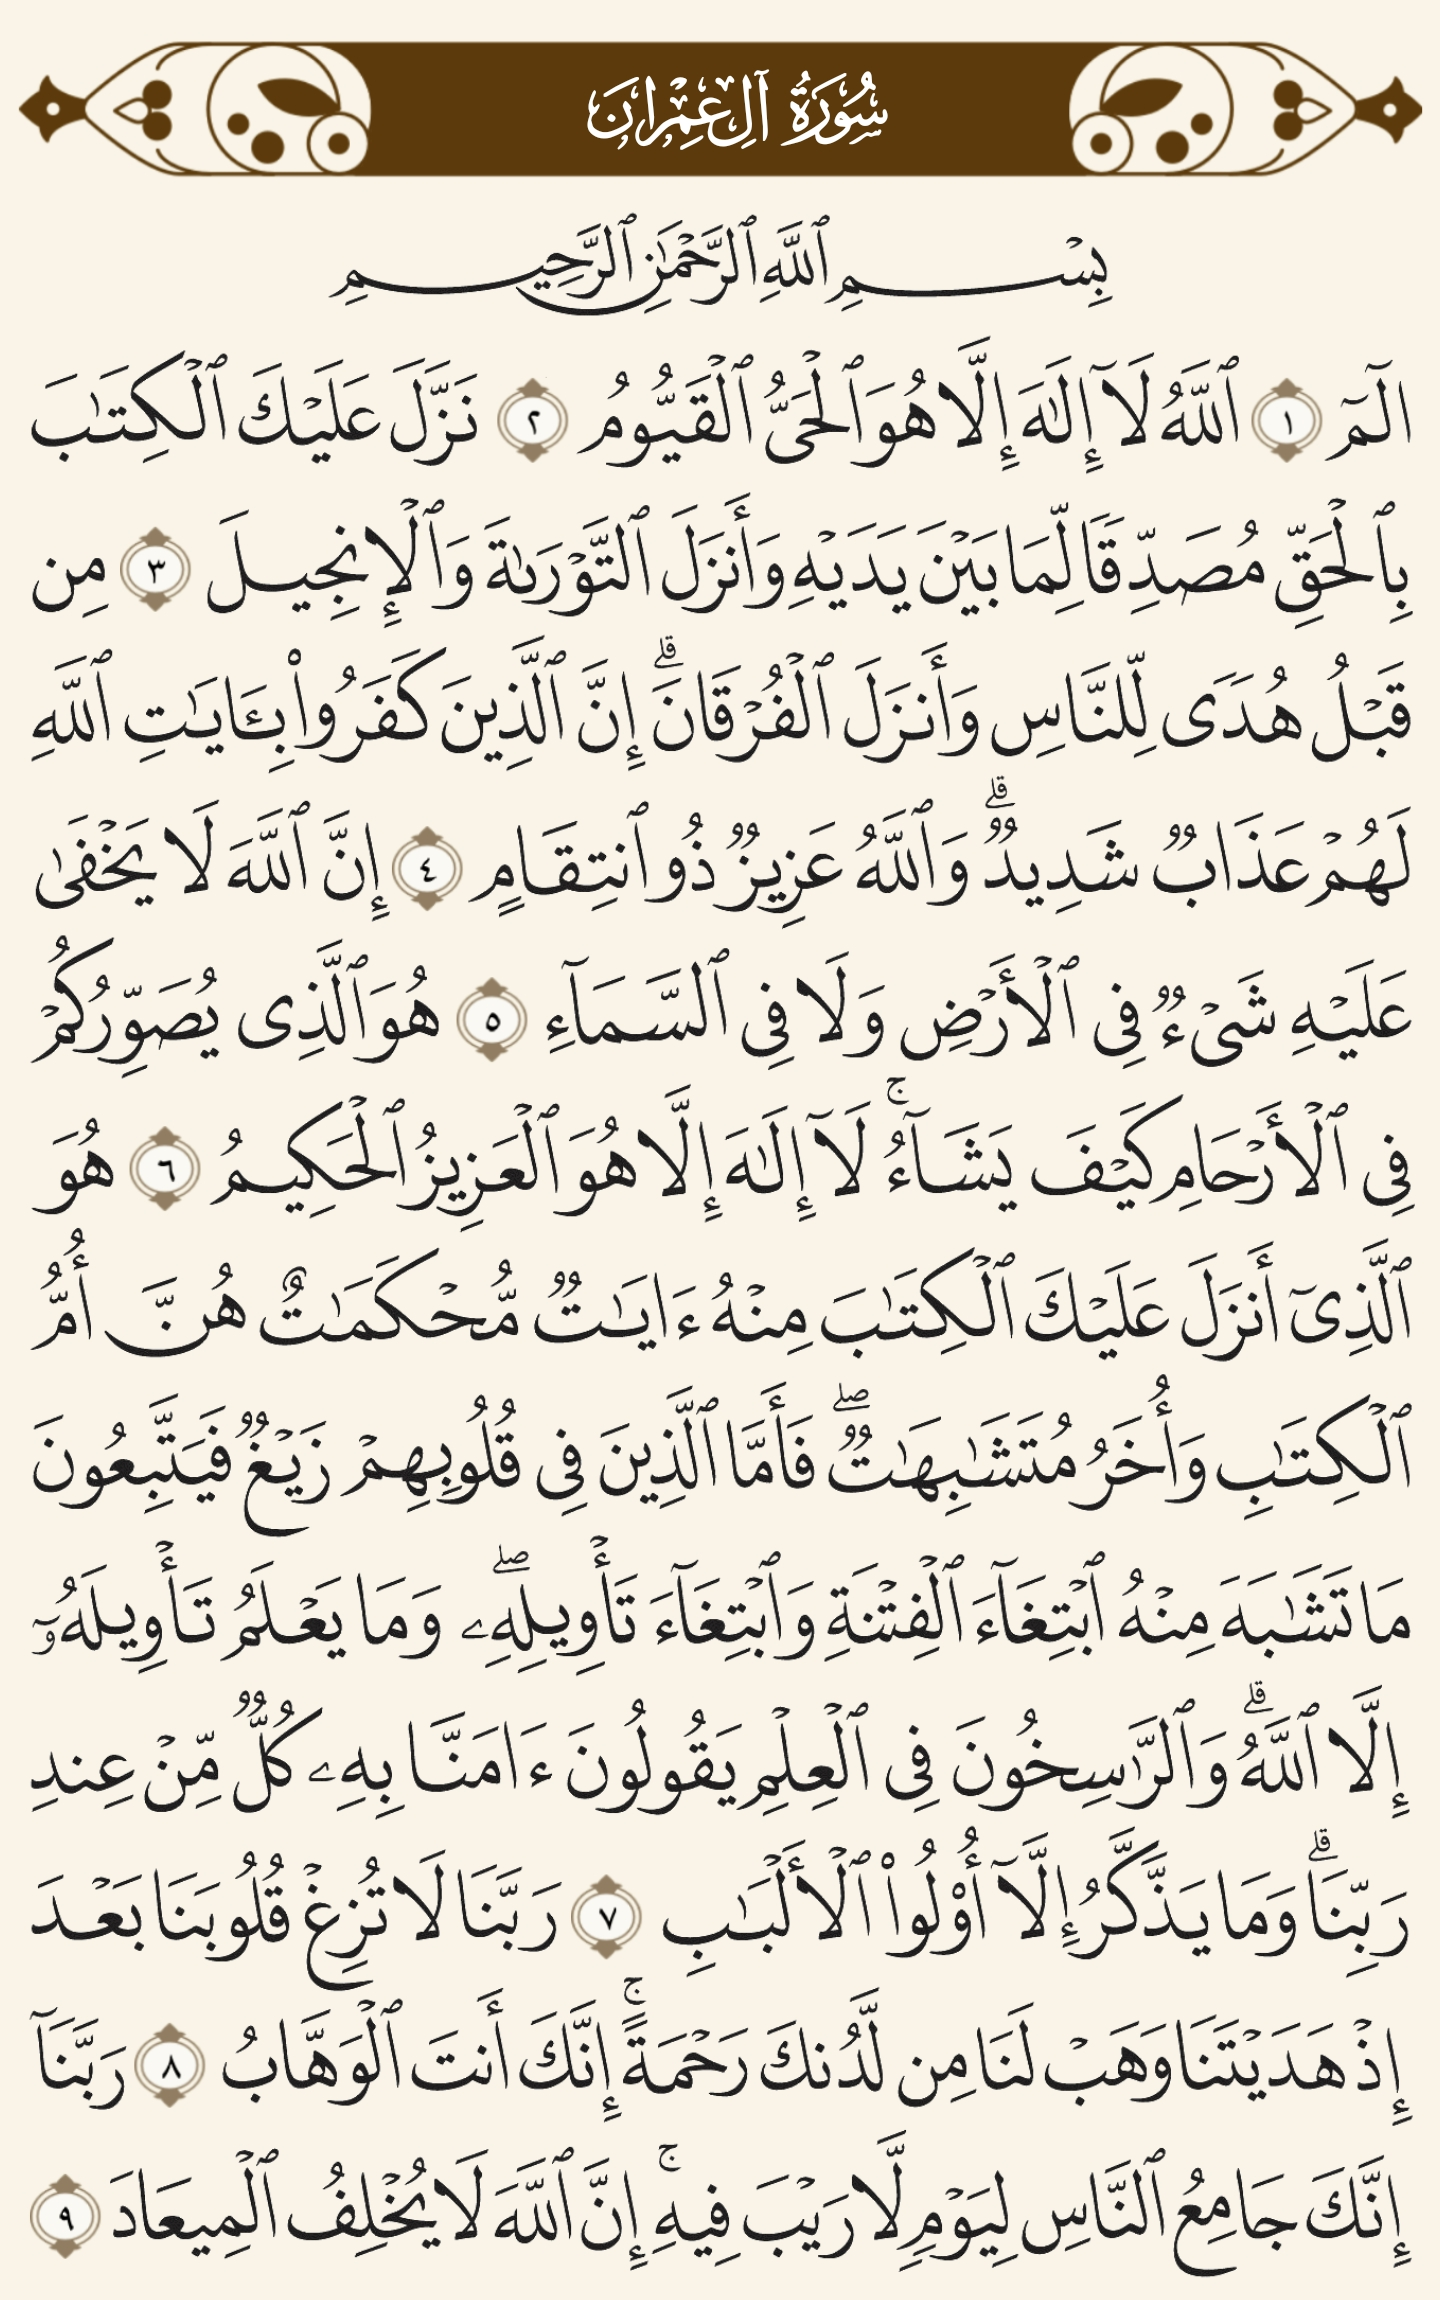 سُورَةُ آلِ عِمْرَانَ
بِسْمِ ٱللَّهِ ٱلرَّحْمَٰنِ ٱلرَّحِيمِ
الٓمٓ ١ ٱللَّهُ لَآ إِلَٰهَ إِلَّا هُوَ ٱلْحَىُّ ٱلْقَيُّومُ ٢ نَزَّلَ عَلَيْكَ ٱلْكِتَٰبَ
بِٱلْحَقِّ مُصَدِّقًا لِّمَا بَيْنَ يَدَيْهِ وَأَنزَلَ ٱلتَّوْرَىٰةَ وَٱلْإِنجِيلَ ٣ مِن
قَبْلُ هُدًى لِّلنَّاسِ وَأَنزَلَ ٱلْفُرْقَانَ ۗ إِنَّ ٱلَّذِينَ كَفَرُوا۟ بِـَٔايَٰتِ ٱللَّهِ
لَهُمْ عَذَابٌ شَدِيدٌ ۗ وَٱللَّهُ عَزِيزٌ ذُو ٱنتِقَامٍ ٤ إِنَّ ٱللَّهَ لَا يَخْفَىٰ
عَلَيْهِ شَىْءٌ فِى ٱلْأَرْضِ وَلَا فِى ٱلسَّمَآءِ ٥ هُوَ ٱلَّذِى يُصَوِّرُكُمْ
فِى ٱلْأَرْحَامِ كَيْفَ يَشَآءُ ۚ لَآ إِلَٰهَ إِلَّا هُوَ ٱلْعَزِيزُ ٱلْحَكِيمُ ٦ هُوَ
ٱلَّذِىٓ أَنزَلَ عَلَيْكَ ٱلْكِتَٰبَ مِنْهُ ءَايَٰتٌ مُّحْكَمَٰتٌ هُنَّ أُمُّ
ٱلْكِتَٰبِ وَأُخَرُ مُتَشَٰبِهَٰتٌ ۖ فَأَمَّا ٱلَّذِينَ فِى قُلُوبِهِمْ زَيْغٌ فَيَتَّبِعُونَ
مَا تَشَٰبَهَ مِنْهُ ٱبْتِغَآءَ ٱلْفِتْنَةِ وَٱبْتِغَآءَ تَأْوِيلِهِۦ ۖ وَمَا يَعْلَمُ تَأْوِيلَهُۥٓ
إِلَّا ٱللَّهُ ۗ وَٱلرَّٰسِخُونَ فِى ٱلْعِلْمِ يَقُولُونَ ءَامَنَّا بِهِۦ كُلٌّ مِّنْ عِندِ
رَبِّنَا ۗ وَمَا يَذَّكَّرُ إِلَّآ أُو۟لُوا۟ ٱلْأَلْبَٰبِ ٧ رَبَّنَا لَا تُزِغْ قُلُوبَنَا بَعْدَ
إِذْ هَدَيْتَنَا وَهَبْ لَنَا مِن لَّدُنكَ رَحْمَةً ۚ إِنَّكَ أَنتَ ٱلْوَهَّابُ ٨ رَبَّنَآ
إِنَّكَ جَامِعُ ٱلنَّاسِ لِيَوْمٍ لَّا رَيْبَ فِيهِ ۚ إِنَّ ٱللَّهَ لَا يُخْلِفُ ٱلْمِيعَادَ ٩